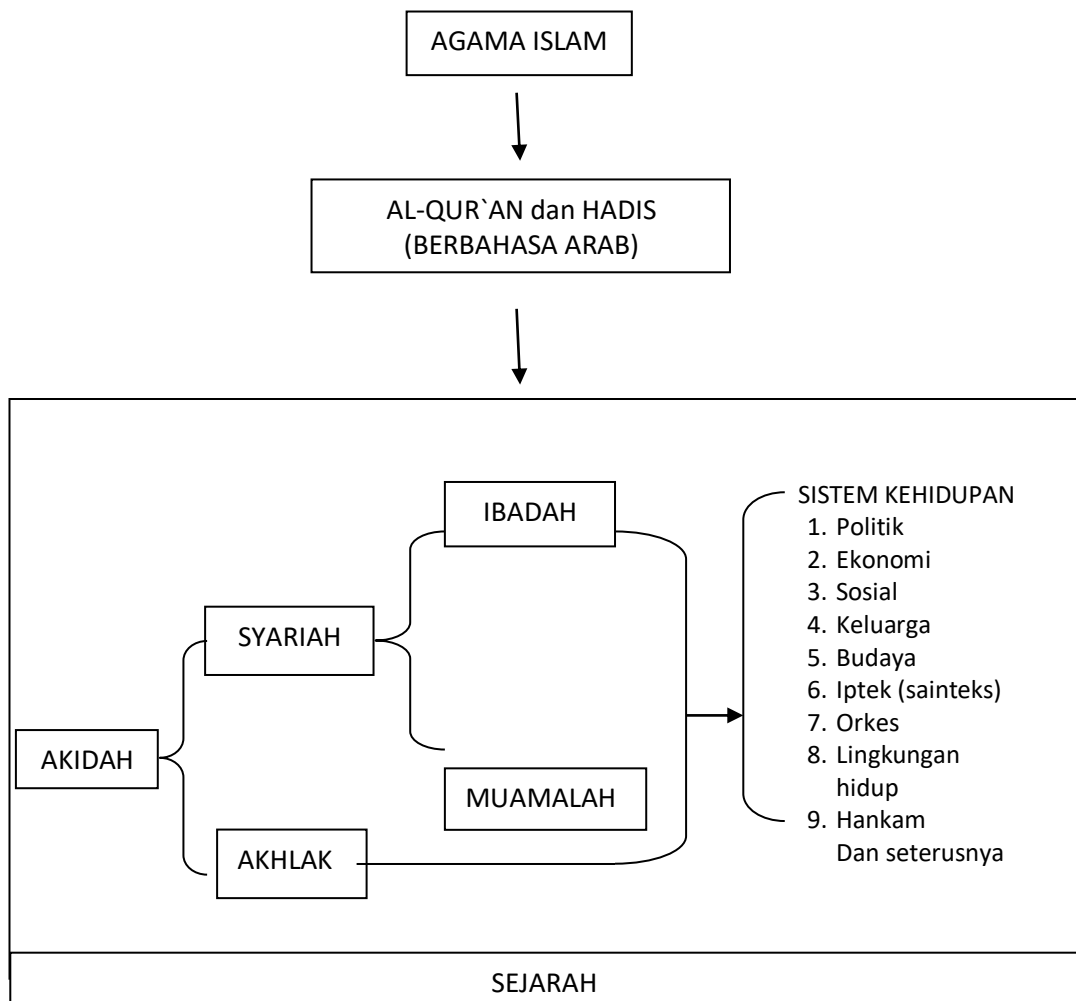 AGAMA ISLAM
AL-QUR`AN dan HADIS
(BERBAHASA ARAB)
IBADAH
SYARIAH
AKIDAH
MUAMALAH
AKHLAK
SISTEM KEHIDUPAN
1. Politik
2. Ekonomi
3. Sosial
4. Keluarga
5. Budaya
6. Iptek (sainteks)
7. Orkes
8. Lingkungan
hidup
9. Hankam
Dan seterusnya
SEJARAH